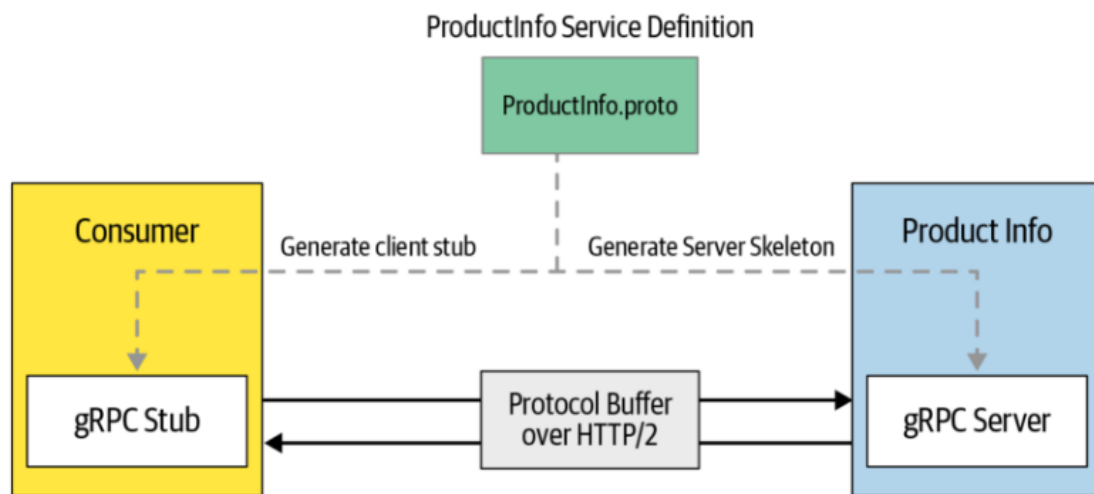 ProductInfo Service Definition
ProductInfo.proto
Consumer
Product Info
Generate client stub
Generate Server Skeleton
gRPC Stub
Protocol Buffer
over HTTP/2
gRPC Server